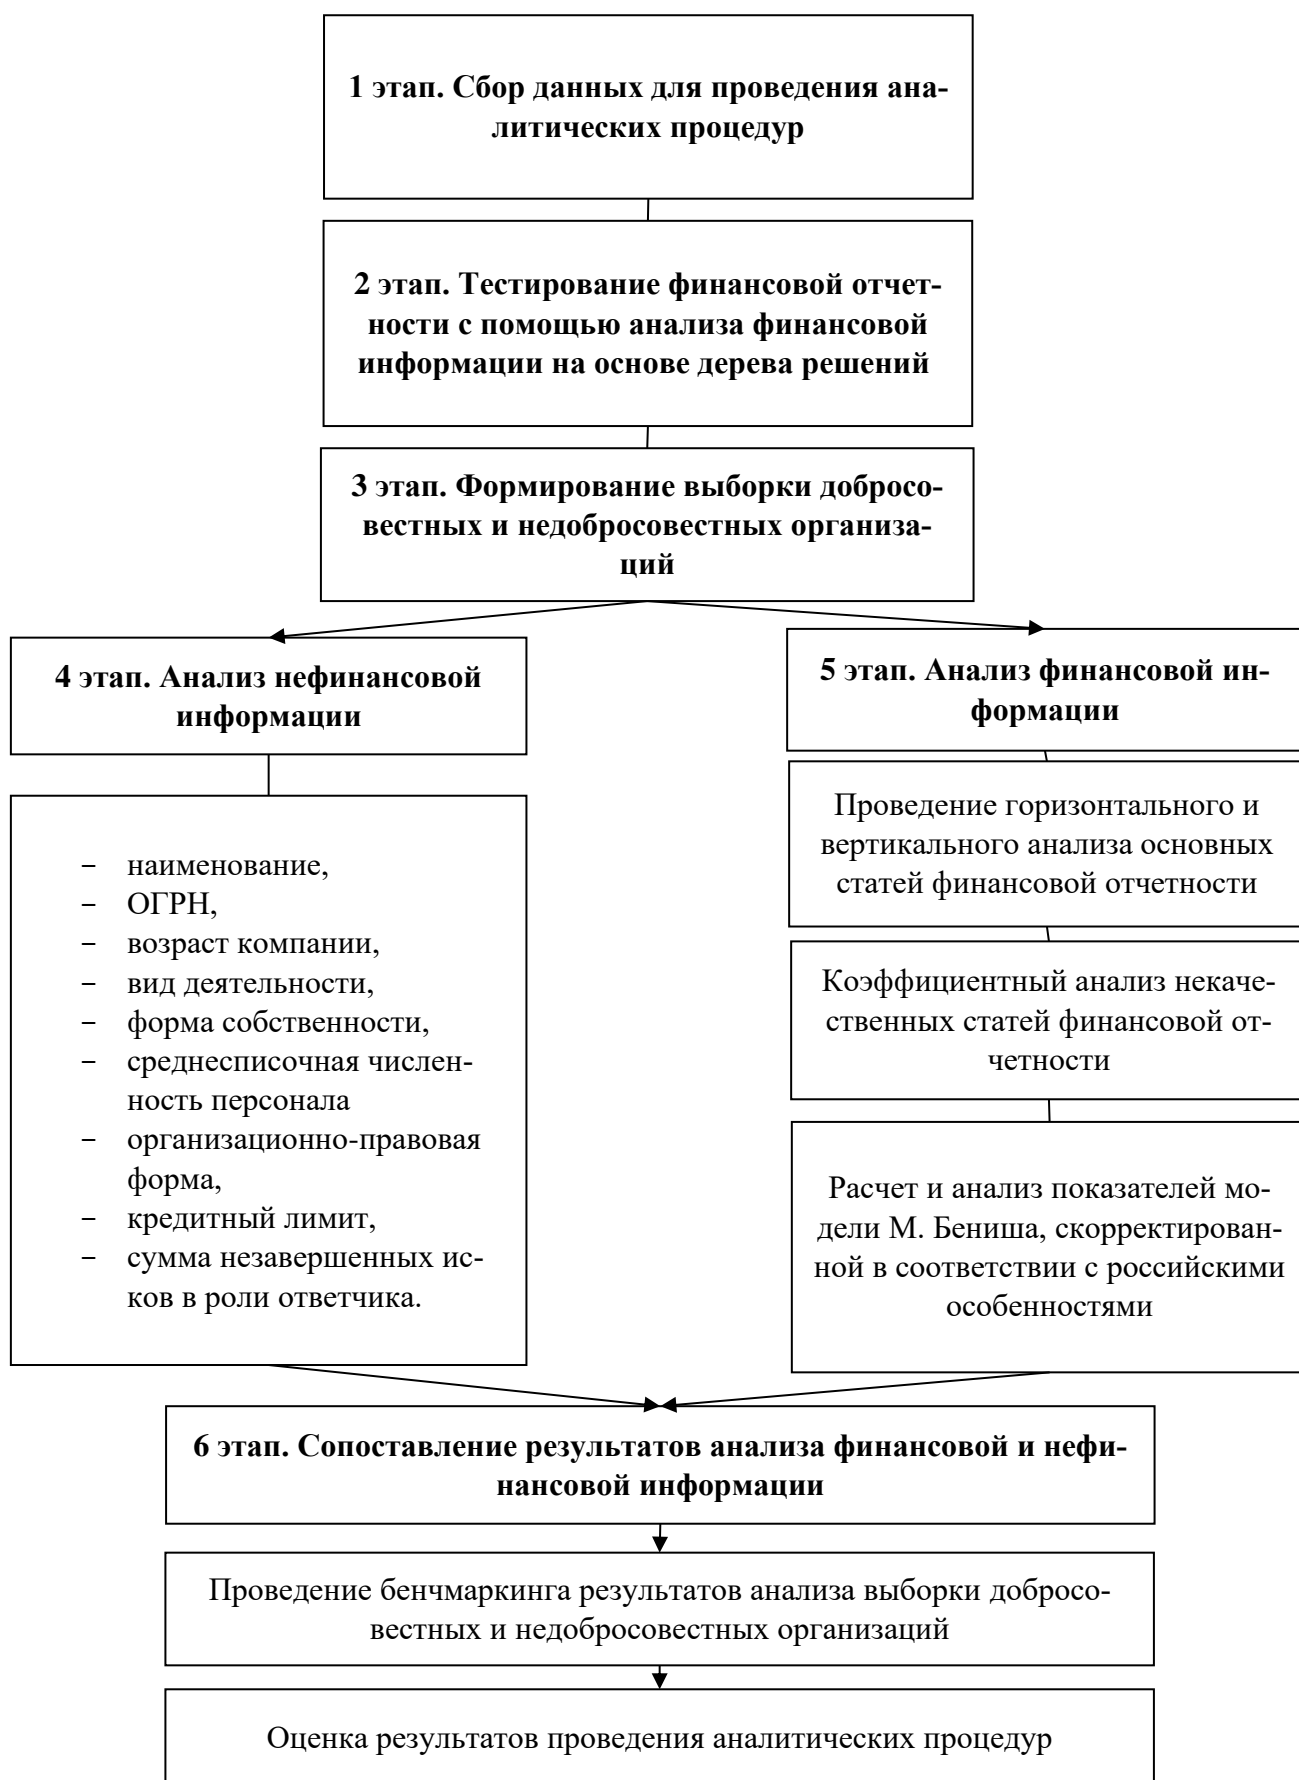 1 этап. Сбор данных для проведения ана-
литических процедур
2 этап. Тестирование финансовой отчет-
ности с помощью анализа финансовой
информации на основе дерева решений
3 этап. Формирование выборки добросо-
вестных и недобросовестных организа-
ций
4 этап. Анализ нефинансовой
информации
– наименование,
– ОГРН,
– возраст компании,
– вид деятельности,
– форма собственности,
– среднесписочная числен-
ность персонала
– организационно-правовая
форма,
– кредитный лимит,
– сумма незавершенных ис-
ков в роли ответчика.
5 этап. Анализ финансовой ин-
формации
Проведение горизонтального и
вертикального анализа основных
статей финансовой отчетности
Коэффициентный анализ некаче-
ственных статей финансовой от-
четности
Расчет и анализ показателей мо-
дели М. Бениша, скорректирован-
ной в соответствии с российскими
особенностями
6 этап. Сопоставление результатов анализа финансовой и нефи-
нансовой информации
Проведение бенчмаркинга результатов анализа выборки добросо-
вестных и недобросовестных организаций
Оценка результатов проведения аналитических процедур